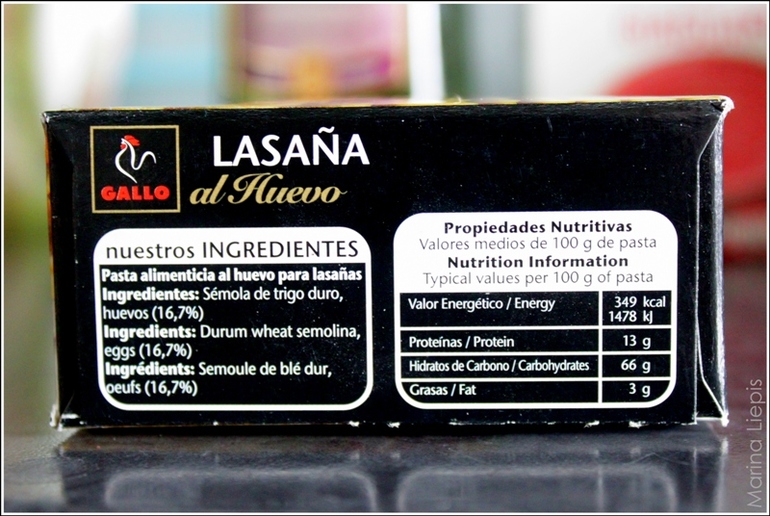 GALLO
LASAÑA
al Huevo
nuestros INGREDIENTES
Pasta alimenticia al huevo para lasañas
Ingredientes: Sémola de trigo duro,
huevos (16,7%)
Ingredients: Durum wheat semolina,
eggs (16,7%)
Ingrédients: Semoule de blé dur,
oeufs (16,7%)
Propiedades Nutritivas
Valores medios de 100 g de pasta
Nutrition Information
Typical values per 100 g of pasta
Valor Energético / Energy 349 kcal
1478 kJ
Proteínas / Protein 13 g
Hidratos de Carbono / Carbohydrates 66 g
Grasas / Fat 3 g
Marina Liepis